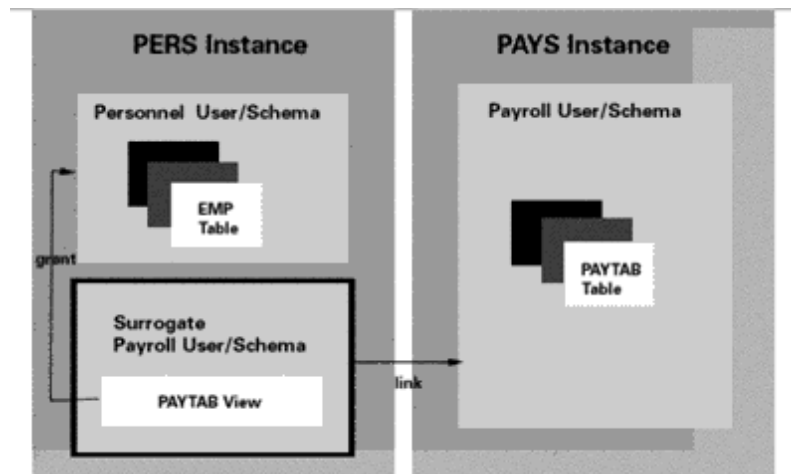 PERS Instance
Personnel User/Schema
EMP
Table
grant
Surrogate
Payroll User/Schema
PAYTAB View
link
PAYS Instance
Payroll User/Schema
PAYTAB
Table